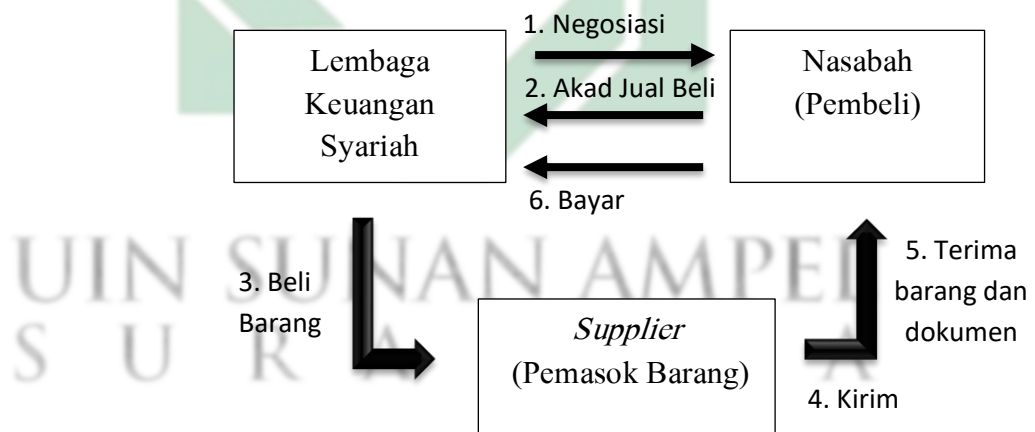 1. Negosiasi
Lembaga
Keuangan
Syariah
2. Akad Jual Beli
Nasabah
(Pembeli)
6. Bayar
UIN SUNAN AMPEL
S U R A A
3. Beli
Barang
Supplier
(Pemasok Barang)
5. Terima
barang dan
dokumen
4. Kirim